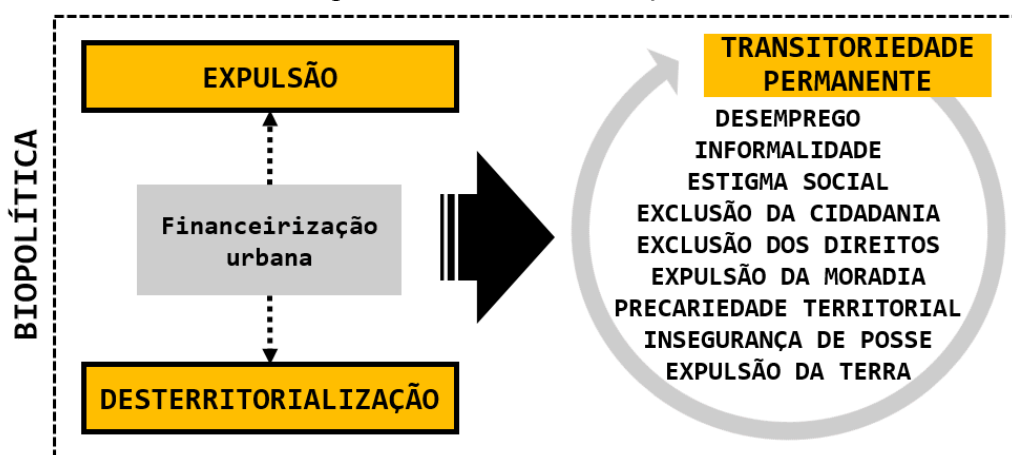 BIOPOLÍTICA
EXPULSÃO
Financeirização
urbana
DESTERRITORIALIZAÇÃO
TRANSITORIEDADE
PERMANENTE
DESEMPREGO
INFORMALIDADE
ESTIGMA SOCIAL
EXCLUSÃO DA CIDADANIA
EXCLUSÃO DOS DIREITOS
EXPULSÃO DA MORADIA
PRECARIEDADE TERRITORIAL
INSEGURANÇA DE POSSE
EXPULSÃO DA TERRA